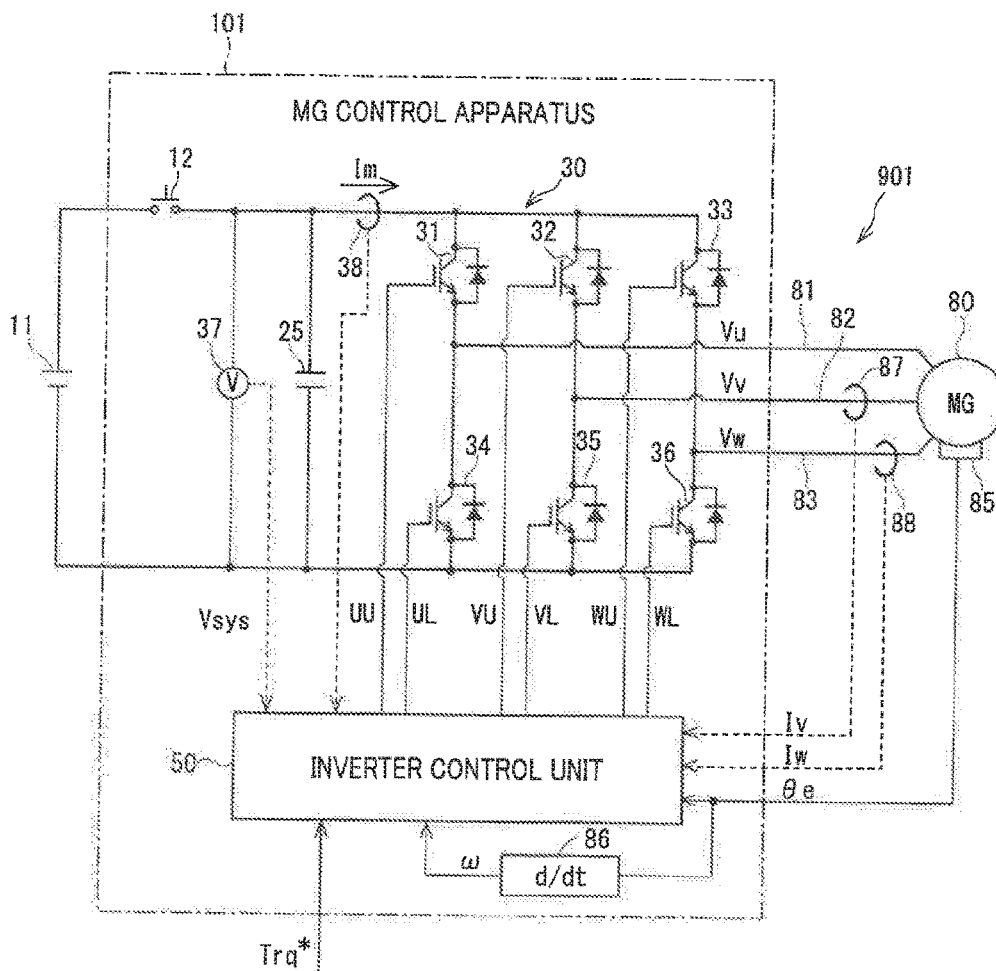 101
MG CONTROL APPARATUS
12
Im
30
901
31
32
33
38
11
37
25
81
82
80
V
Vu
87
Vv
MG
Vw
34
35
36
83
88
85
Vsys
UU
UL
VU
VL
WU
WL
Iv
50
INVERTER CONTROL UNIT
Iw
θe
86
ω
d/dt
Trq*